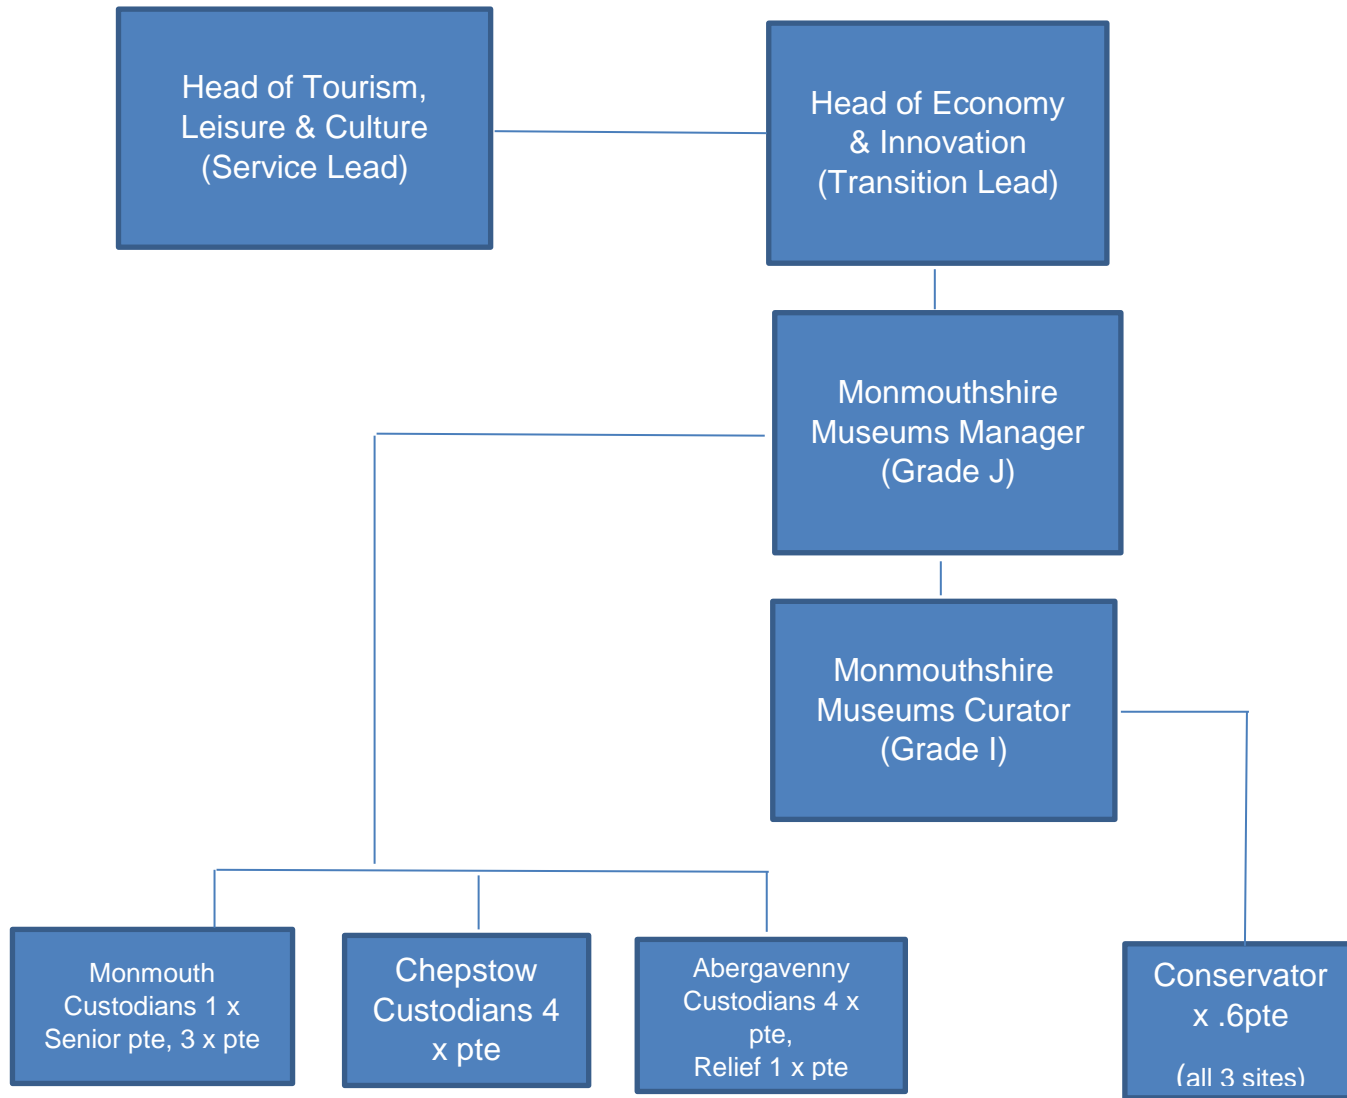 Head of Tourism,
Leisure & Culture
(Service Lead)
Head of Economy
& Innovation
(Transition Lead)
Monmouthshire
Museums Manager
(Grade J)
Monmouthshire
Museums Curator
(Grade I)
Monmouth
Custodians 1 x
Senior pte, 3 x pte
Chepstow
Custodians 4
x pte
Abergavenny
Custodians 4 x
pte,
Relief 1 x pte
Conservator
x .6pte
(all 3 sites)